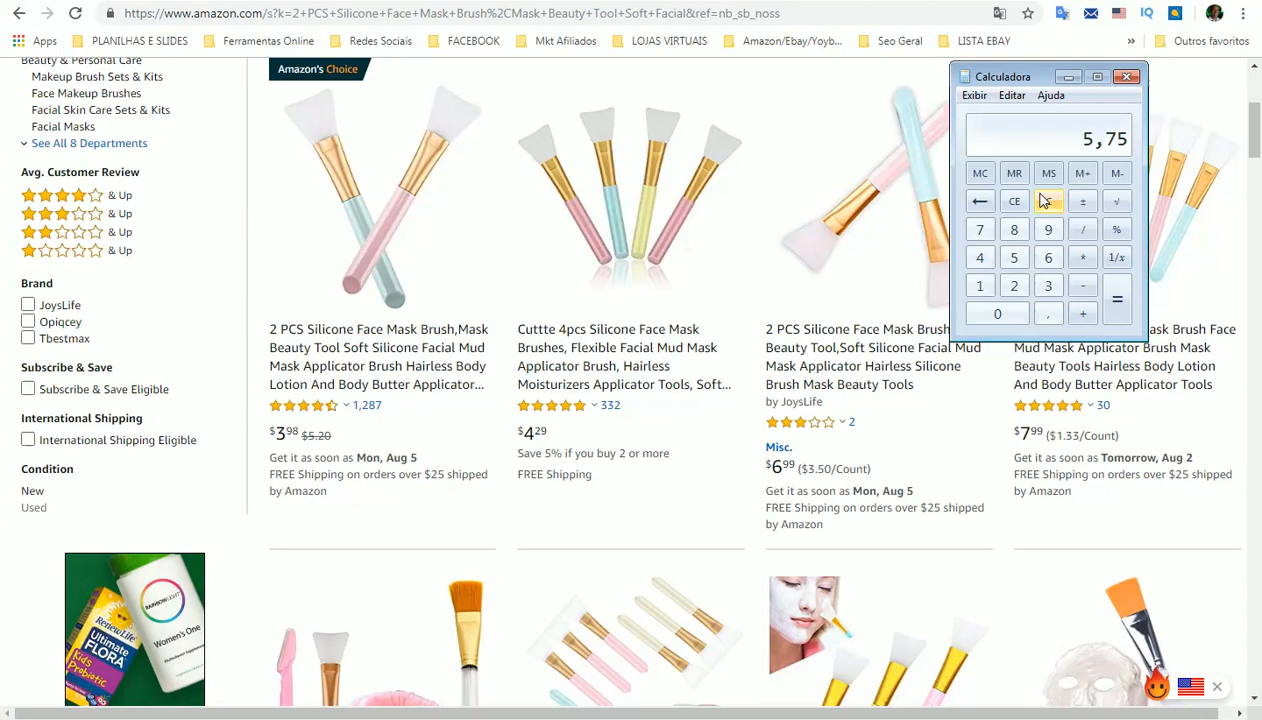 https://www.amazon.com/s?k=2+PCS+Silicone+Face+Mask+Brush%2CMask+Beauty+Tool+Soft+Facial&ref=nb_sb_noss
Apps PLANILHAS E SLIDES Ferramentas Online Redes Sociais FACEBOOK Mkt Afiliados LOJAS VIRTUAIS Amazon/Ebay/Yoyb... Seo Geral LISTA EBAY » Outros favoritos
Beauty & Personal Care
Makeup Brush Sets & Kits
Face Makeup Brushes
Facial Skin Care Sets & Kits
Facial Masks
See All 8 Departments
Avg. Customer Review
& Up
& Up
& Up
& Up
Brand
JoysLife
Opiqcey
Tbestmax
Subscribe & Save
Subscribe & Save Eligible
International Shipping
International Shipping Eligible
Condition
New
Used
RAINBOW LIGHT
Women's One
RenewLife
Ultimate
FLORA
Kids
Probiotic
Amazon's Choice
2 PCS Silicone Face Mask Brush,Mask
Beauty Tool Soft Silicone Facial Mud
Mask Applicator Brush Hairless Body
Lotion And Body Butter Applicator...
1,287
$3 98 $5.20
Get it as soon as Mon, Aug 5
FREE Shipping on orders over $25 shipped
by Amazon
Cuttte 4pcs Silicone Face Mask
Brushes, Flexible Facial Mud Mask
Applicator Brush, Hairless
Moisturizers Applicator Tools, Soft...
332
$4 29
Save 5% if you buy 2 or more
FREE Shipping
2 PCS Silicone Face Mask
Beauty Tool,Soft Silicone Facial Mud
Mask Applicator Hairless Silicone
Brush Mask Beauty Tools
by JoysLife
2
Misc.
$6 99 ($3.50/Count)
Get it as soon as Mon, Aug 5
FREE Shipping on orders over $25 shipped
by Amazon
Mask Brush Face
Mud Mask Applicator Brush Mask
Beauty Tools Hairless Body
Lotion And Body Butter Applicator Tools
30
$7 99 ($1.33/Count)
Get it as soon as Tomorrow, Aug 2
FREE Shipping on orders over $25 shipped
by Amazon
Calculadora
Exibir Editar Ajuda
5,75
MC MR MS M+ M-
← CE ± √
7 8 9 / %
4 5 6 * 1/x
1 2 3 - =
0 , +